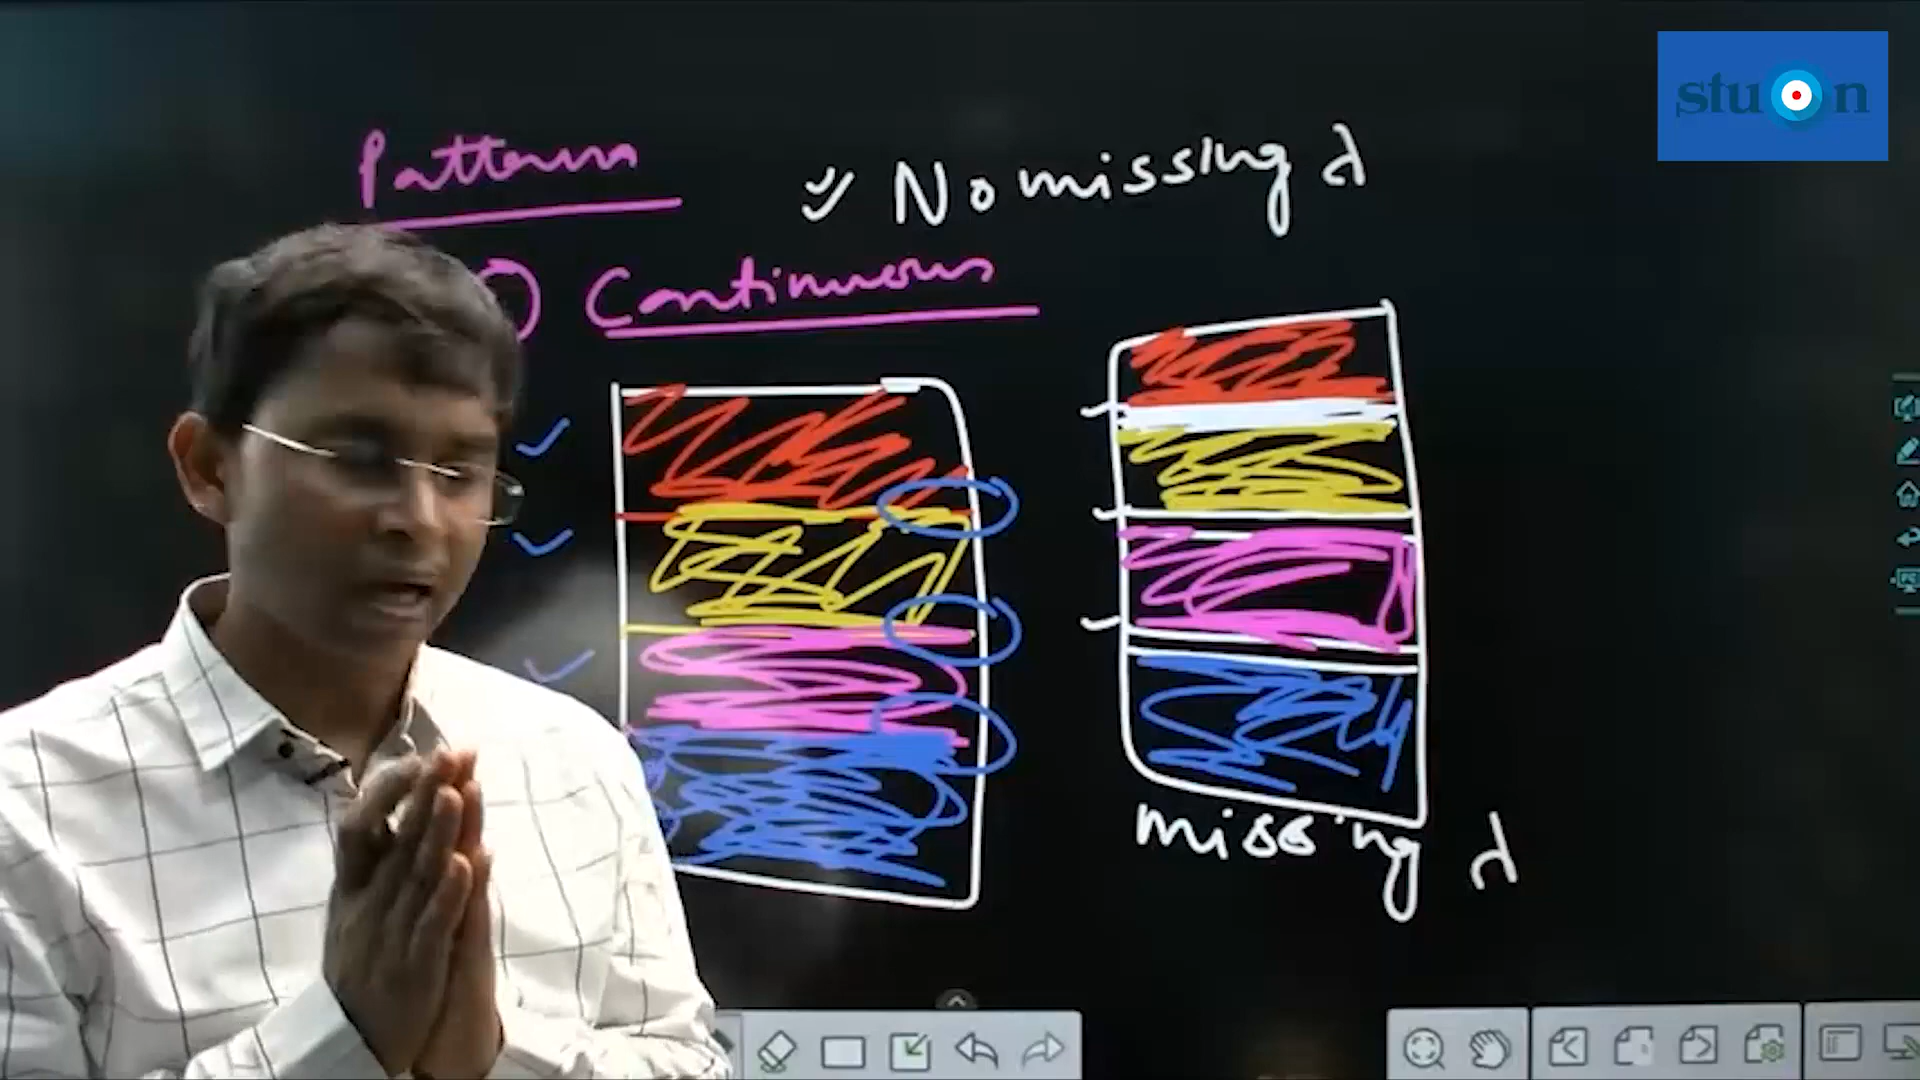 stuOn
Pattern
No missing λ
Continuous
missing λ